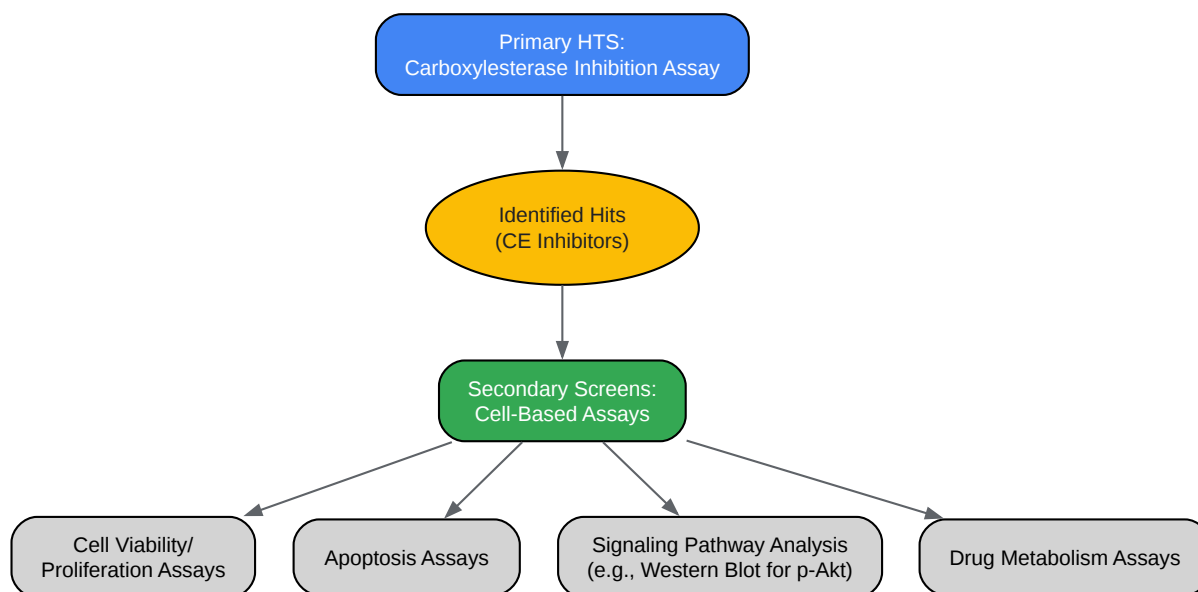 Primary HTS:
Carboxylesterase Inhibition Assay
Identified Hits
(CE Inhibitors)
Secondary Screens:
Cell-Based Assays
Cell Viability/
Proliferation Assays
Apoptosis Assays
Signaling Pathway Analysis
(e.g., Western Blot for p-Akt)
Drug Metabolism Assays